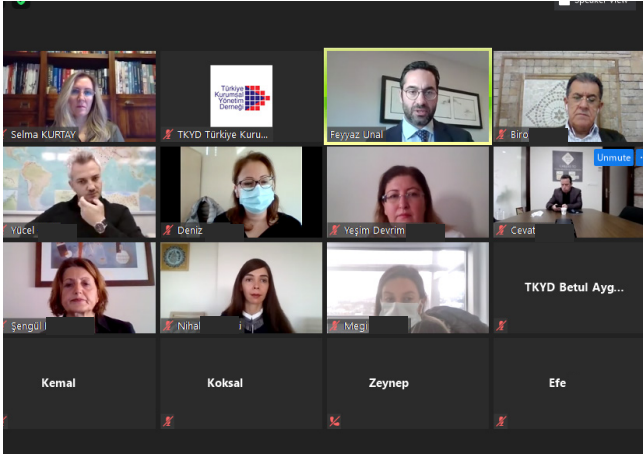 Speaker View
Selma KURTAY
Türkiye
Kurumsal
Yönetim
Derneği
TKYD Türkiye Kuru...
Feyyaz Ünal
Biro
Yücel
Deniz
Yeşim Devrim
Unmute
Cevat
Şengül
Nihal
Megi
TKYD Betul Ayg...
Kemal
Koksal
Zeynep
Efe